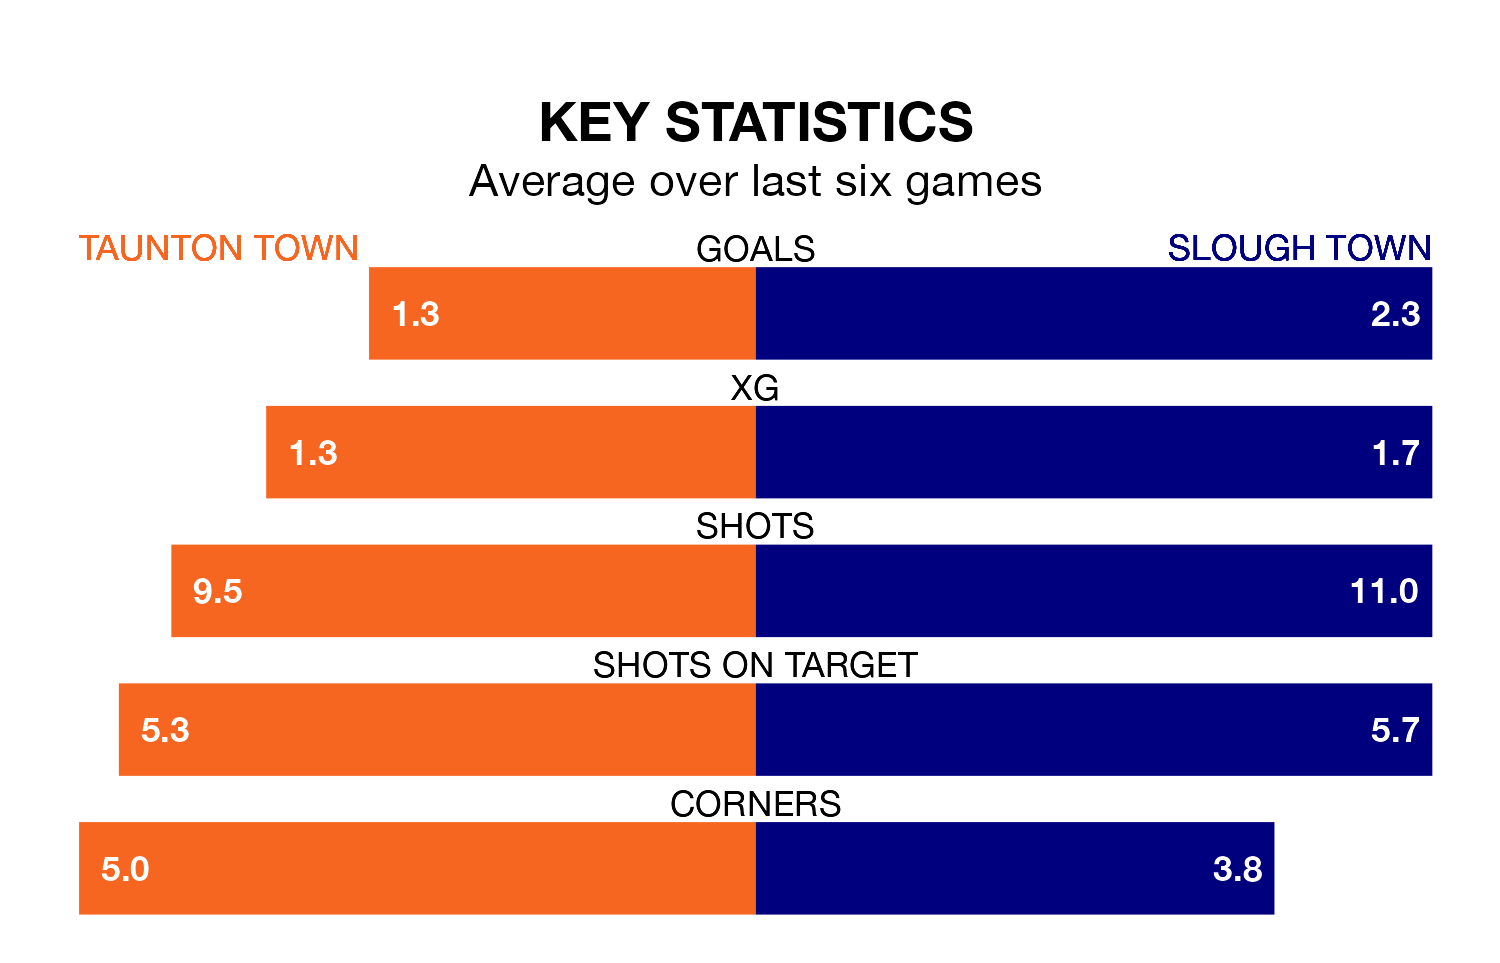 KEY STATISTICS
Average over last six games
TAUNTON TOWN GOALS SLOUGH TOWN
1.3 2.3
XG
1.3 1.7
SHOTS
9.5 11.0
SHOTS ON TARGET
5.3 5.7
CORNERS
5.0 3.8